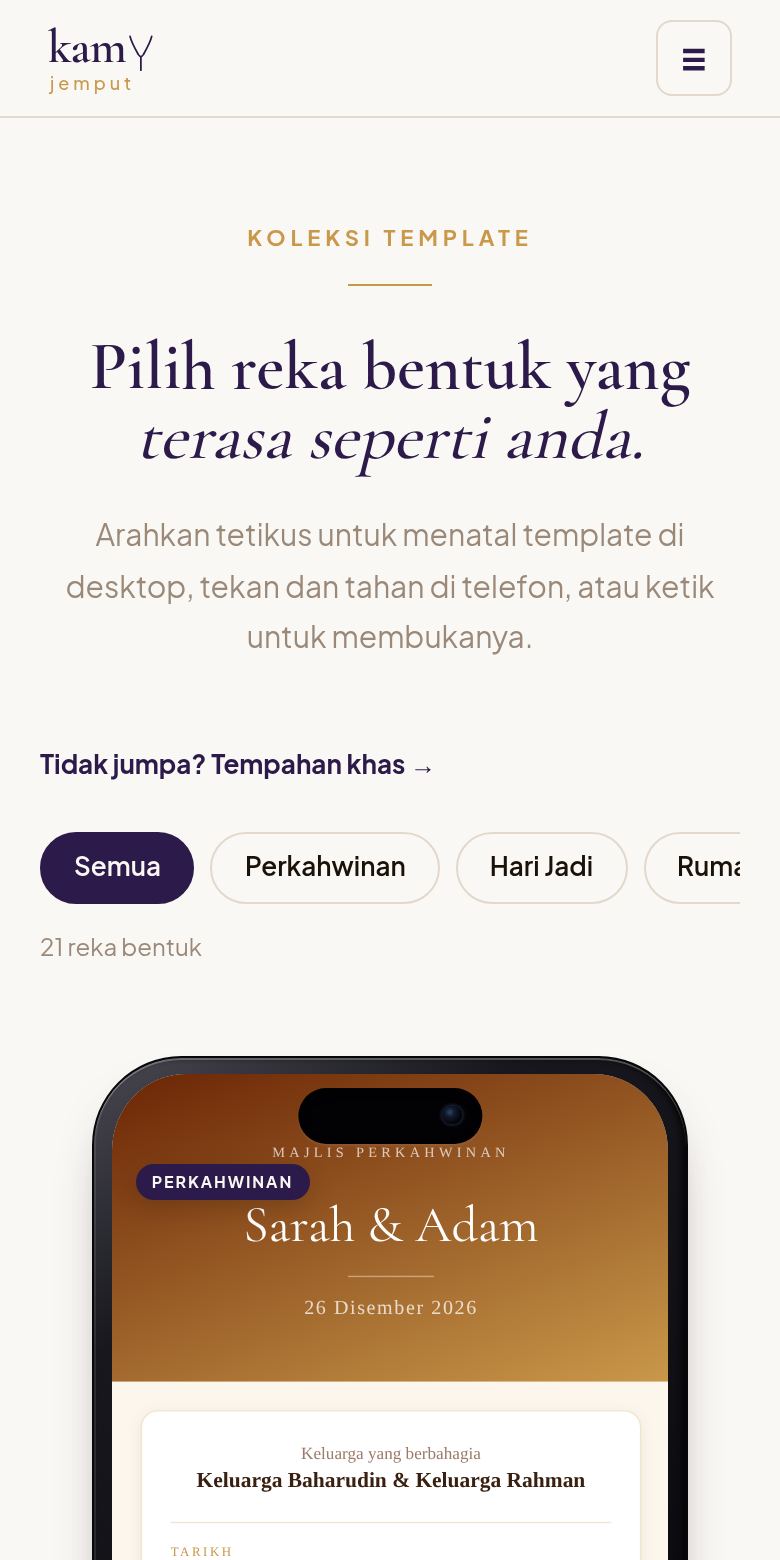 kamy
jemput
KOLEKSI TEMPLATE
Pilih reka bentuk yang
terasa seperti anda.
Arahkan tetikus untuk menatal template di
desktop, tekan dan tahan di telefon, atau ketik
untuk membukanya.
Tidak jumpa? Tempahan khas →
Semua
Perkahwinan
Hari Jadi
Ruma
21 reka bentuk
MAJLIS PERKAHWINAN
PERKAHWINAN
Sarah & Adam
26 Disember 2026
Keluarga yang berbahagia
Keluarga Baharudin & Keluarga Rahman
TARIKH